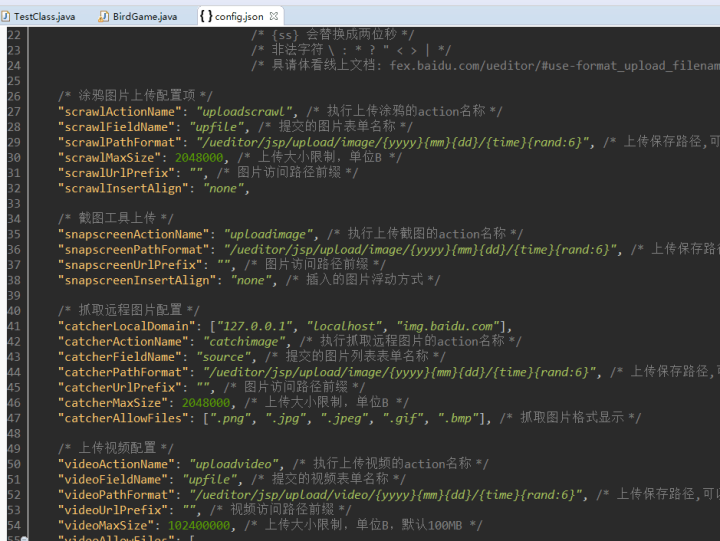 TestClass.java BirdGame.java config.json
22 /* {ss} 会替换成两位秒 */
23 /* 非法字符 \ : * ? " < > | */
24 /* 具请体看线上文档: fex.baidu.com/ueditor/#use-format_upload_filenam
25
26 /* 涂鸦图片上传配置项 */
27 "scrawlActionName": "uploadscrawl", /* 执行上传涂鸦的action名称 */
28 "scrawlFieldName": "upfile", /* 提交的图片表单名称 */
29 "scrawlPathFormat": "/ueditor/jsp/upload/image/{yyyy}{mm}{dd}/{time}{rand:6}", /* 上传保存路径,可
30 "scrawlMaxSize": 2048000, /* 上传大小限制，单位B */
31 "scrawlUrlPrefix": "", /* 图片访问路径前缀 */
32 "scrawlInsertAlign": "none",
33
34 /* 截图工具上传 */
35 "snapscreenActionName": "uploadimage", /* 执行上传截图的action名称 */
36 "snapscreenPathFormat": "/ueditor/jsp/upload/image/{yyyy}{mm}{dd}/{time}{rand:6}", /* 上传保存路
37 "snapscreenUrlPrefix": "", /* 图片访问路径前缀 */
38 "snapscreenInsertAlign": "none", /* 插入的图片浮动方式 */
39
40 /* 抓取远程图片配置 */
41 "catcherLocalDomain": ["127.0.0.1", "localhost", "img.baidu.com"],
42 "catcherActionName": "catchimage", /* 执行抓取远程图片的action名称 */
43 "catcherFieldName": "source", /* 提交的图片列表表单名称 */
44 "catcherPathFormat": "/ueditor/jsp/upload/image/{yyyy}{mm}{dd}/{time}{rand:6}", /* 上传保存路径,可
45 "catcherUrlPrefix": "", /* 图片访问路径前缀 */
46 "catcherMaxSize": 2048000, /* 上传大小限制，单位B */
47 "catcherAllowFiles": [".png", ".jpg", ".jpeg", ".gif", ".bmp"], /* 抓取图片格式显示 */
48
49 /* 上传视频配置 */
50 "videoActionName": "uploadvideo", /* 执行上传视频的action名称 */
51 "videoFieldName": "upfile", /* 提交的视频表单名称 */
52 "videoPathFormat": "/ueditor/jsp/upload/video/{yyyy}{mm}{dd}/{time}{rand:6}", /* 上传保存路径,可以
53 "videoUrlPrefix": "", /* 视频访问路径前缀 */
54 "videoMaxSize": 102400000, /* 上传大小限制，单位B，默认100MB */
55 "videoAllowFiles": [